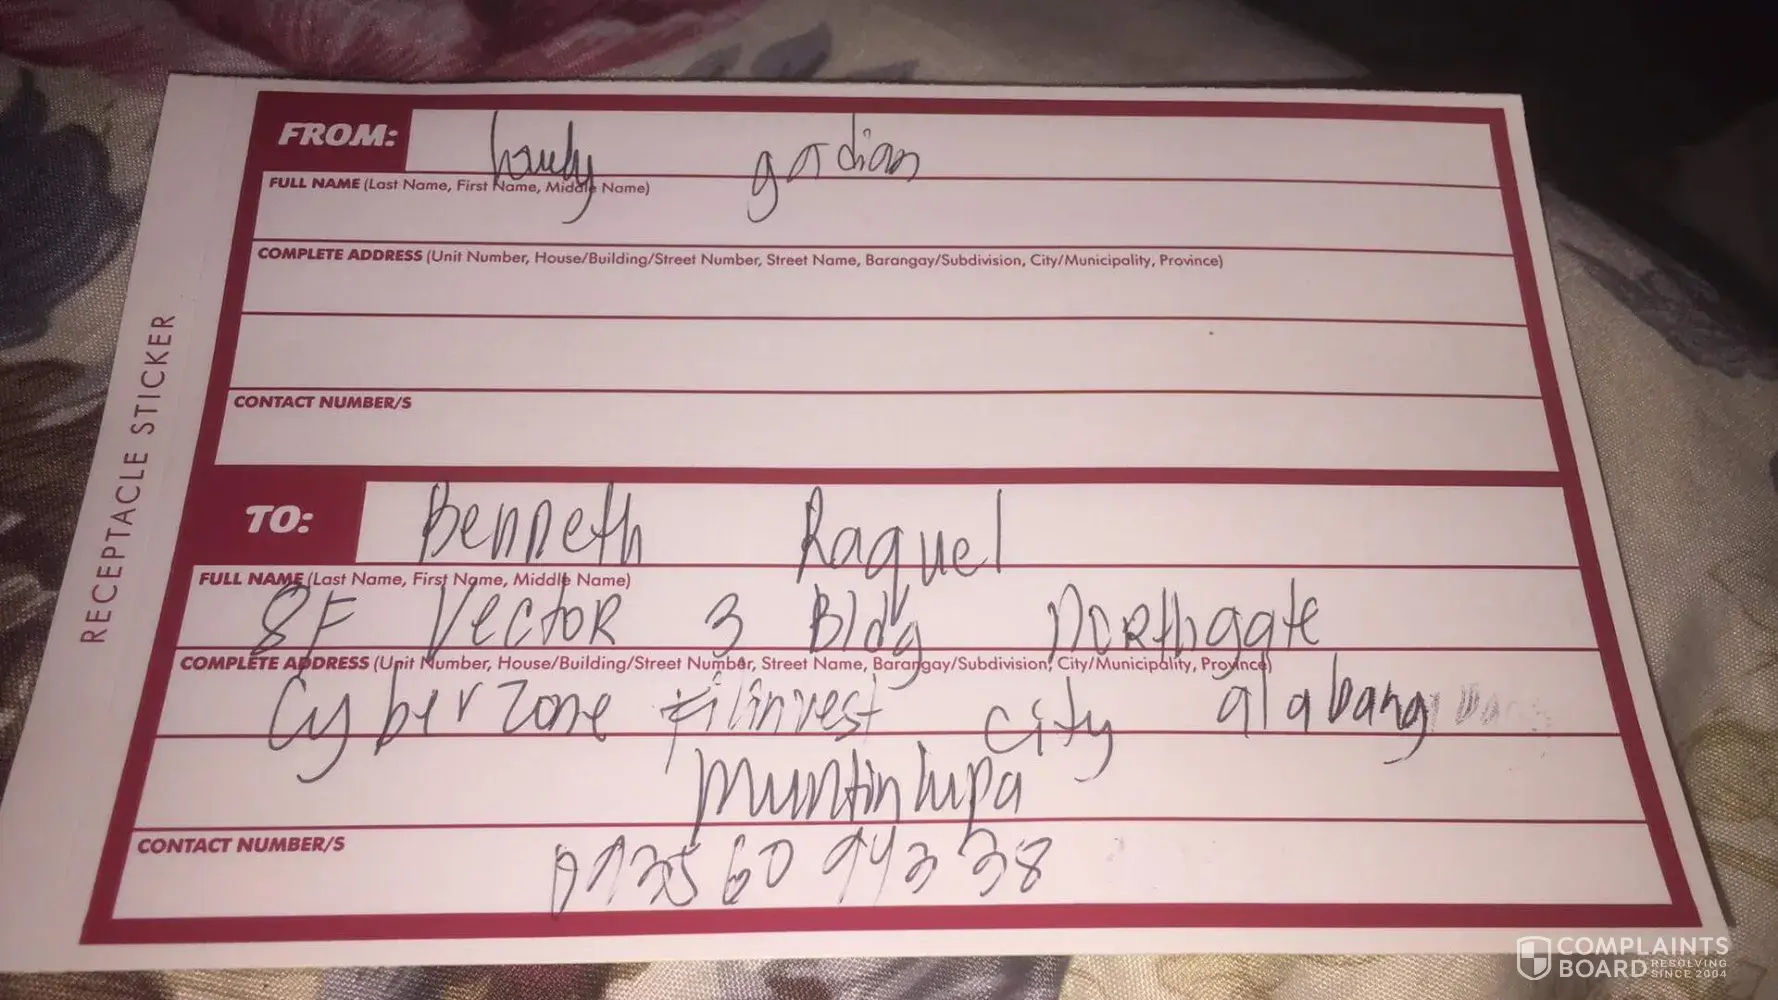 FROM:
FULL NAME (Last Name, First Name, Middle Name)
COMPLETE ADDRESS (Unit Number, House/Building/Street Number, Street Name, Barangay/Subdivision, City/Municipality, Province)
CONTACT NUMBER/S
RECEPTACLE STICKER
TO: Benneth Raquel
FULL NAME (Last Name, First Name, Middle Name)
8F Vector 3 Bldg Northgate
COMPLETE ADDRESS (Unit Number, House/Building/Street Number, Street Name, Barangay/Subdivision, City/Municipality, Province)
Cyberzone filinvest city alabang
muntinlupa
CONTACT NUMBER/S
COMPLAINTS
BOARD RESOLVING SINCE 2004